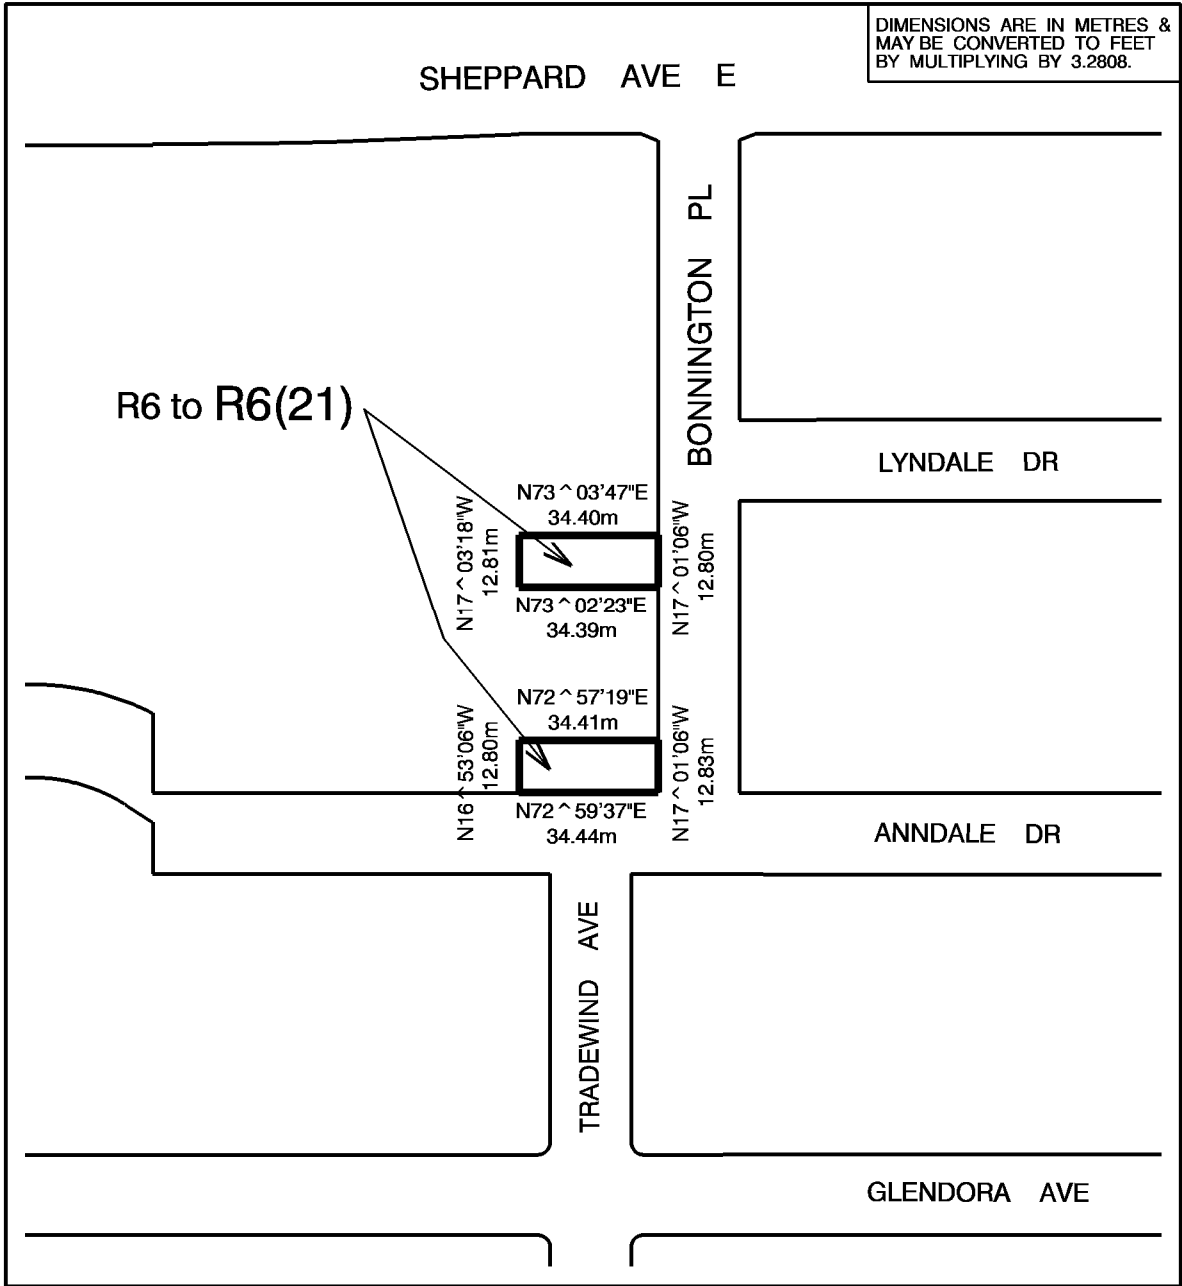 DIMENSIONS ARE IN METRES &
MAY BE CONVERTED TO FEET
BY MULTIPLYING BY 3.2808.
SHEPPARD AVE E
BONNINGTON PL
R6 to R6(21)
LYNDALE DR
N73^03'47"E
34.40m
N17^03'18"W
12.81m
N17^01'06"W
12.80m
N73^02'23"E
34.39m
N72^57'19"E
34.41m
N16^53'06"W
12.80m
N17^01'06"W
12.83m
N72^59'37"E
34.44m
ANNDALE DR
TRADEWIND AVE
GLENDORA AVE